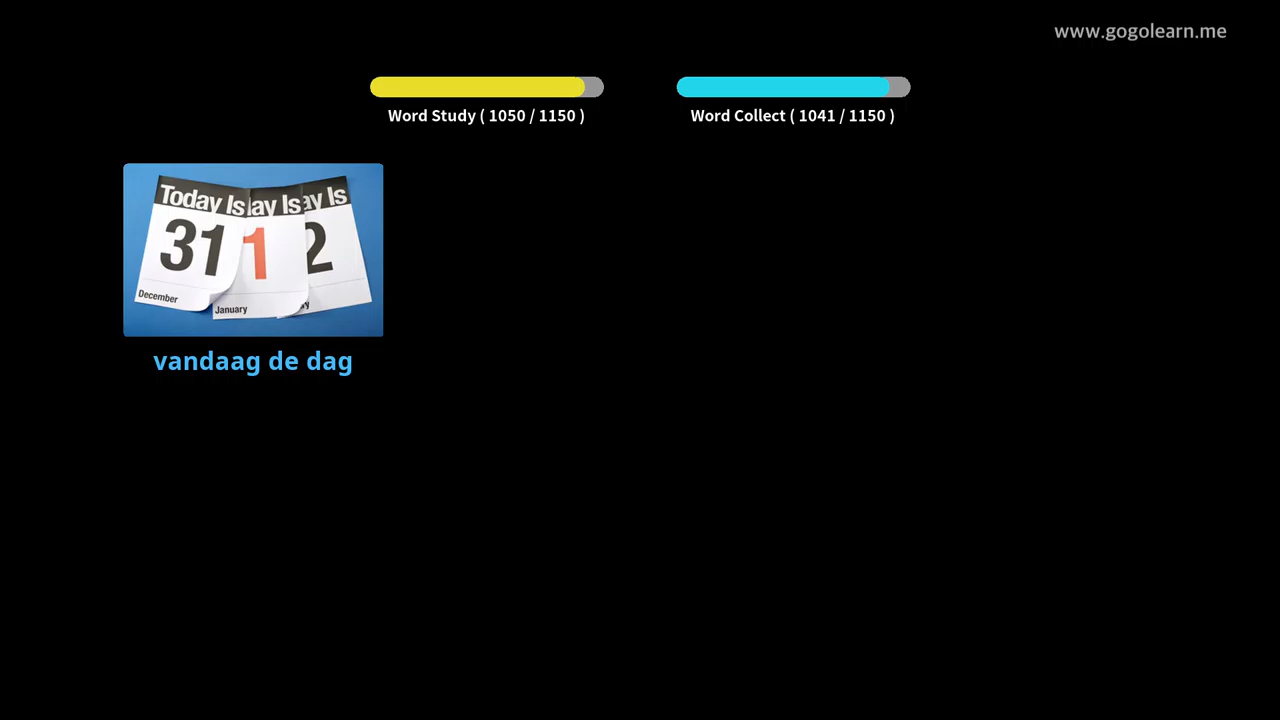 www.gogolearn.me
Word Study ( 1050 / 1150 )
Word Collect ( 1041 / 1150 )
Today Is ay Is ay Is
31 1 2
December
January
ry
vandaag de dag